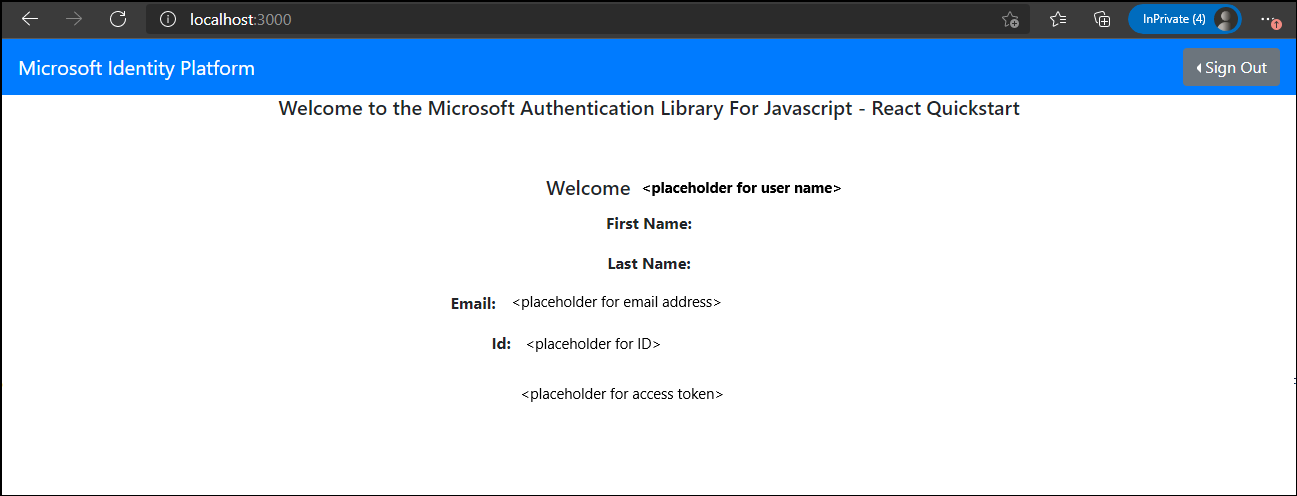 localhost:3000
InPrivate (4)
Microsoft Identity Platform
Sign Out
Welcome to the Microsoft Authentication Library For Javascript - React Quickstart
Welcome <placeholder for user name>
First Name:
Last Name:
Email: <placeholder for email address>
Id: <placeholder for ID>
<placeholder for access token>